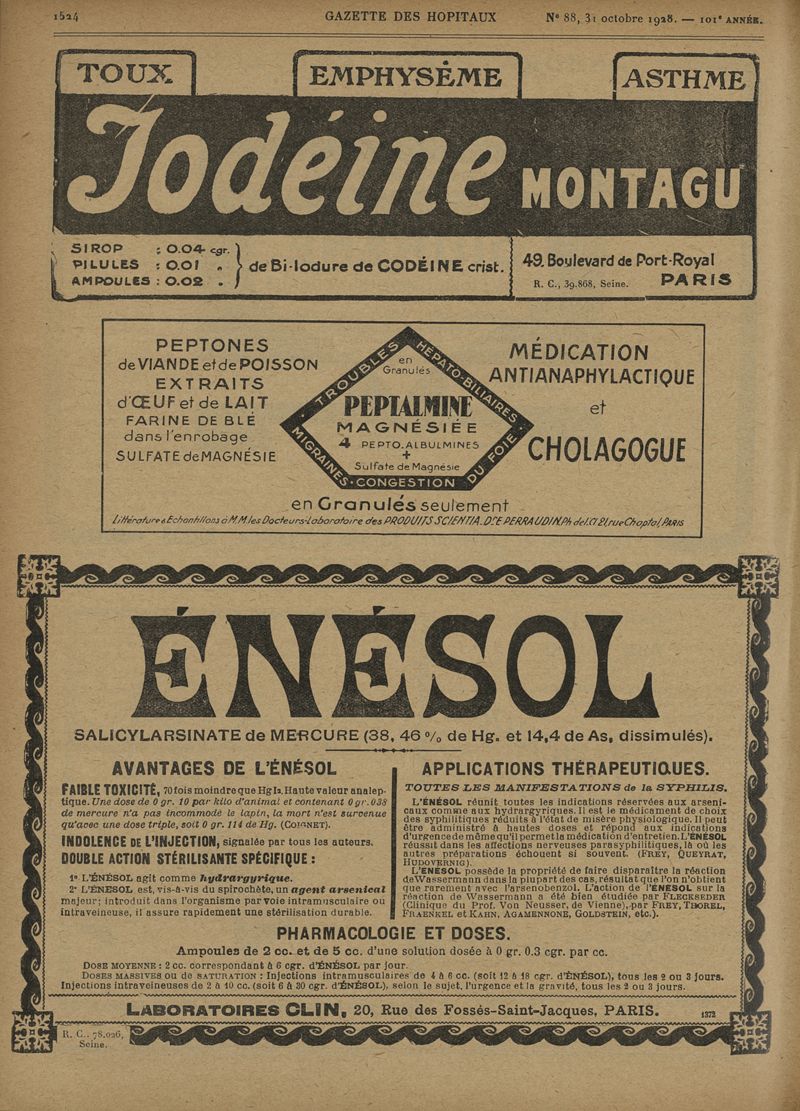 1524
GAZETTE DES HOPITAUX
Nº 88, 31 octobre 1928. — 101e ANNÉE.
TOUX
EMPHYSÈME
ASTHME
Jodéine MONTAGU
SIROP : 0.04 cgr.
PILULES : 0.01 „
AMPOULES : 0.02 „
de Bi-Iodure de CODÉINE crist.
49, Boulevard de Port-Royal
R. C., 39.868, Seine. PARIS
PEPTONES
de VIANDE et de POISSON
EXTRAITS
d'ŒUF et de LAIT
FARINE DE BLÉ
dans l'enrobage
SULFATE de MAGNÉSIE
TROUBLES HÉPATO-BILIAIRES
en
Granulés
PEPTALMINE
MAGNÉSIÉE
4 PEPTO.ALBULMINES
+
Sulfate de Magnésie
MIGRAINES · CONGESTION DU FOIE
MÉDICATION
ANTIANAPHYLACTIQUE
et
CHOLAGOGUE
en Granulés seulement
Littérature & Echantillons à M.M. les Docteurs-Laboratoire des PRODUITS SCIENTIA. Dr E. PERRAUDIN. Ph de 1. Cl 21, rue Chaptal, PARIS
ÉNÉSOL
SALICYLARSINATE de MERCURE (38, 46 % de Hg. et 14,4 de As, dissimulés).
AVANTAGES DE L'ÉNÉSOL
FAIBLE TOXICITÉ, 70 fois moindre que Hg I2. Haute valeur analep-
tique. Une dose de 0 gr. 10 par kilo d'animal et contenant 0 gr. 038
de mercure n'a pas incommodé le lapin, la mort n'est survenue
qu'avec une dose triple, soit 0 gr. 114 de Hg. (COIGNET).
INDOLENCE DE L'INJECTION, signalée par tous les auteurs.
DOUBLE ACTION STÉRILISANTE SPÉCIFIQUE :
1º L'ÉNÉSOL agit comme hydrargyrique.
2º L'ÉNÉSOL est, vis-à-vis du spirochète, un agent arsenical
majeur; introduit dans l'organisme par voie intramusculaire ou
intraveineuse, il assure rapidement une stérilisation durable.
APPLICATIONS THÉRAPEUTIQUES.
TOUTES LES MANIFESTATIONS de la SYPHILIS.
L'ÉNÉSOL réunit toutes les indications réservées aux arseni-
caux comme aux hydrargyriques. Il est le médicament de choix
des syphilitiques réduits à l'état de misère physiologique. Il peut
être administré à hautes doses et répond aux indications
d'urgence de même qu'il permet la médication d'entretien. L'ÉNÉSOL
réussit dans les affections nerveuses parasyphilitiques, là où les
autres préparations échouent si souvent. (FREY, QUEYRAT,
HUDOVERNIG).
L'ÉNÉSOL possède la propriété de faire disparaître la réaction
de Wassermann dans la plupart des cas, résultat que l'on n'obtient
que rarement avec l'arsenobenzol. L'action de l'ÉNÉSOL sur la
réaction de Wassermann a été bien étudiée par FLECKSEDER
(Clinique du Prof. Von Neusser, de Vienne), par FREY, THOREL,
FRAENKEL et KAHN, AGAMENNONE, GOLDSTEIN, etc.).
PHARMACOLOGIE ET DOSES.
Ampoules de 2 cc. et de 5 cc. d'une solution dosée à 0 gr. 0.3 cgr. par cc.
DOSE MOYENNE : 2 cc. correspondant à 6 cgr. d'ÉNÉSOL par jour.
DOSES MASSIVES ou de SATURATION : Injections intramusculaires de 4 à 6 cc. (soit 12 à 18 cgr. d'ÉNÉSOL), tous les 2 ou 3 jours.
Injections intraveineuses de 2 à 10 cc. (soit 6 à 30 cgr. d'ÉNÉSOL), selon le sujet, l'urgence et la gravité, tous les 2 ou 3 jours.
LABORATOIRES CLIN, 20, Rue des Fossés-Saint-Jacques, PARIS.
1373
R. C.. 78.026,
Seine.